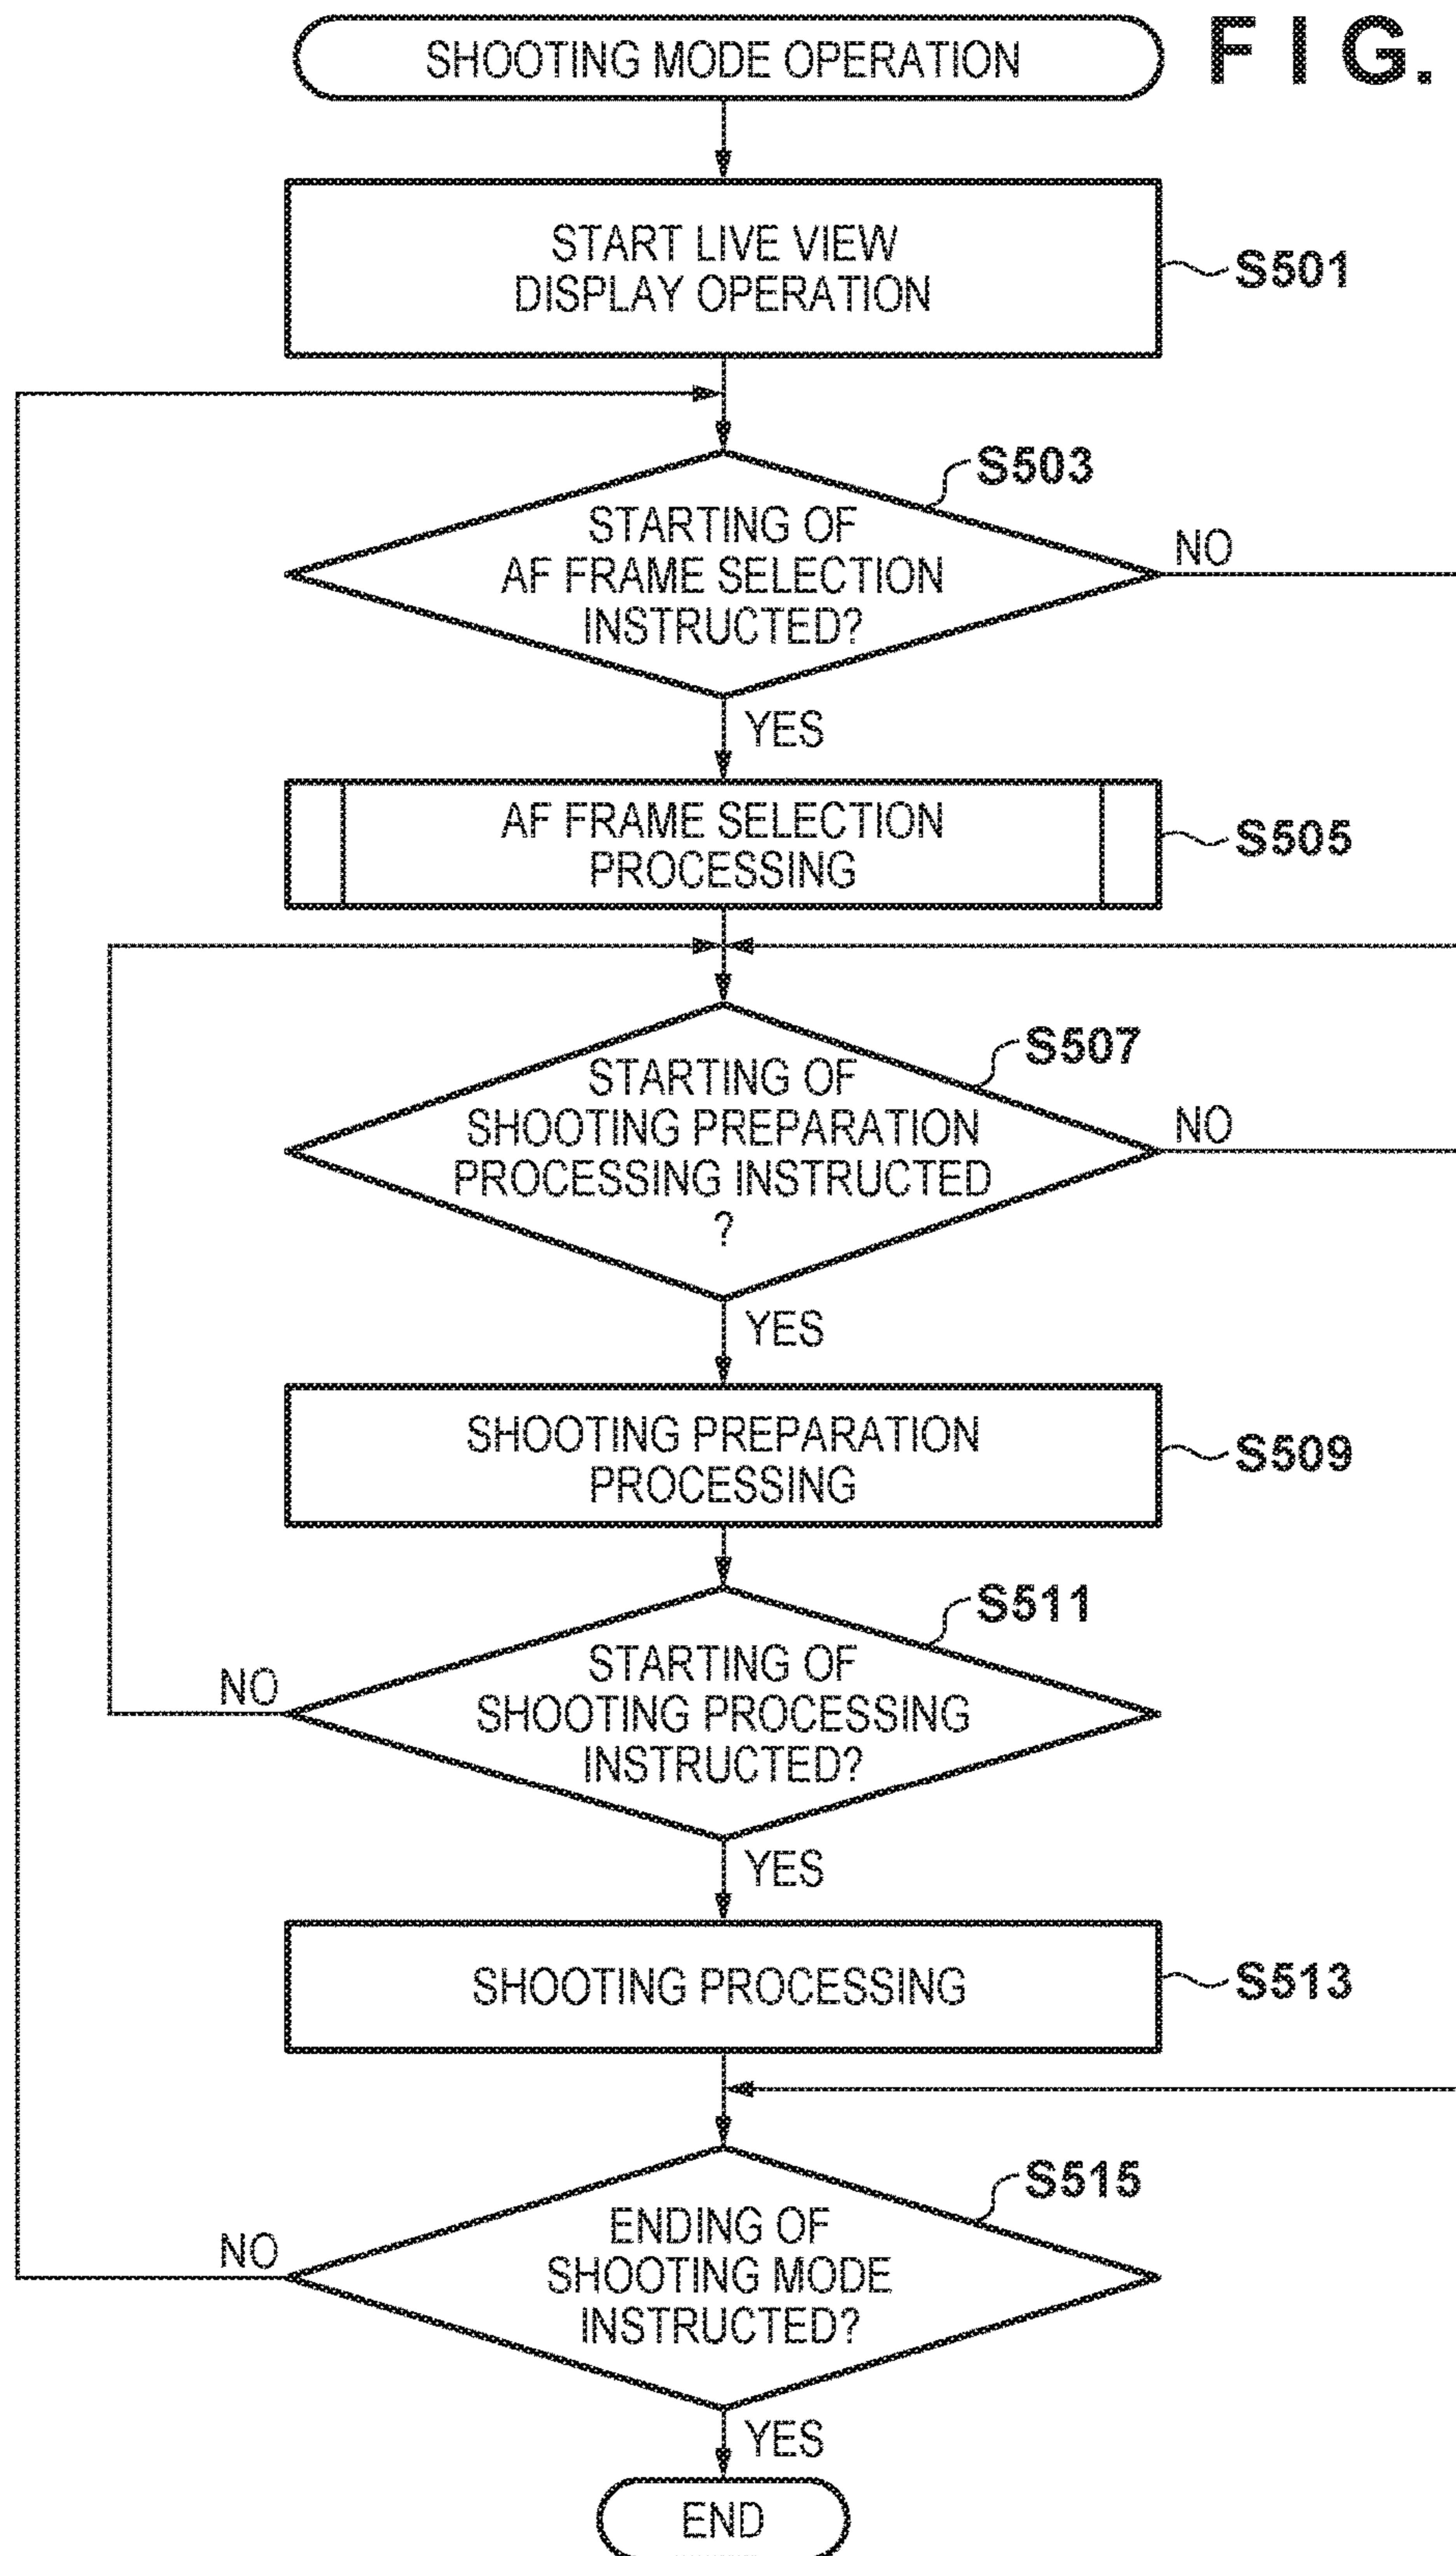 SHOOTING MODE OPERATION
F I G.
START LIVE VIEW
DISPLAY OPERATION
S501
S503
STARTING OF
AF FRAME SELECTION
INSTRUCTED?
NO
YES
AF FRAME SELECTION
PROCESSING
S505
S507
STARTING OF
SHOOTING PREPARATION
PROCESSING INSTRUCTED
?
NO
YES
SHOOTING PREPARATION
PROCESSING
S509
S511
STARTING OF
SHOOTING PROCESSING
INSTRUCTED?
NO
YES
SHOOTING PROCESSING
S513
S515
ENDING OF
SHOOTING MODE
INSTRUCTED?
NO
YES
END